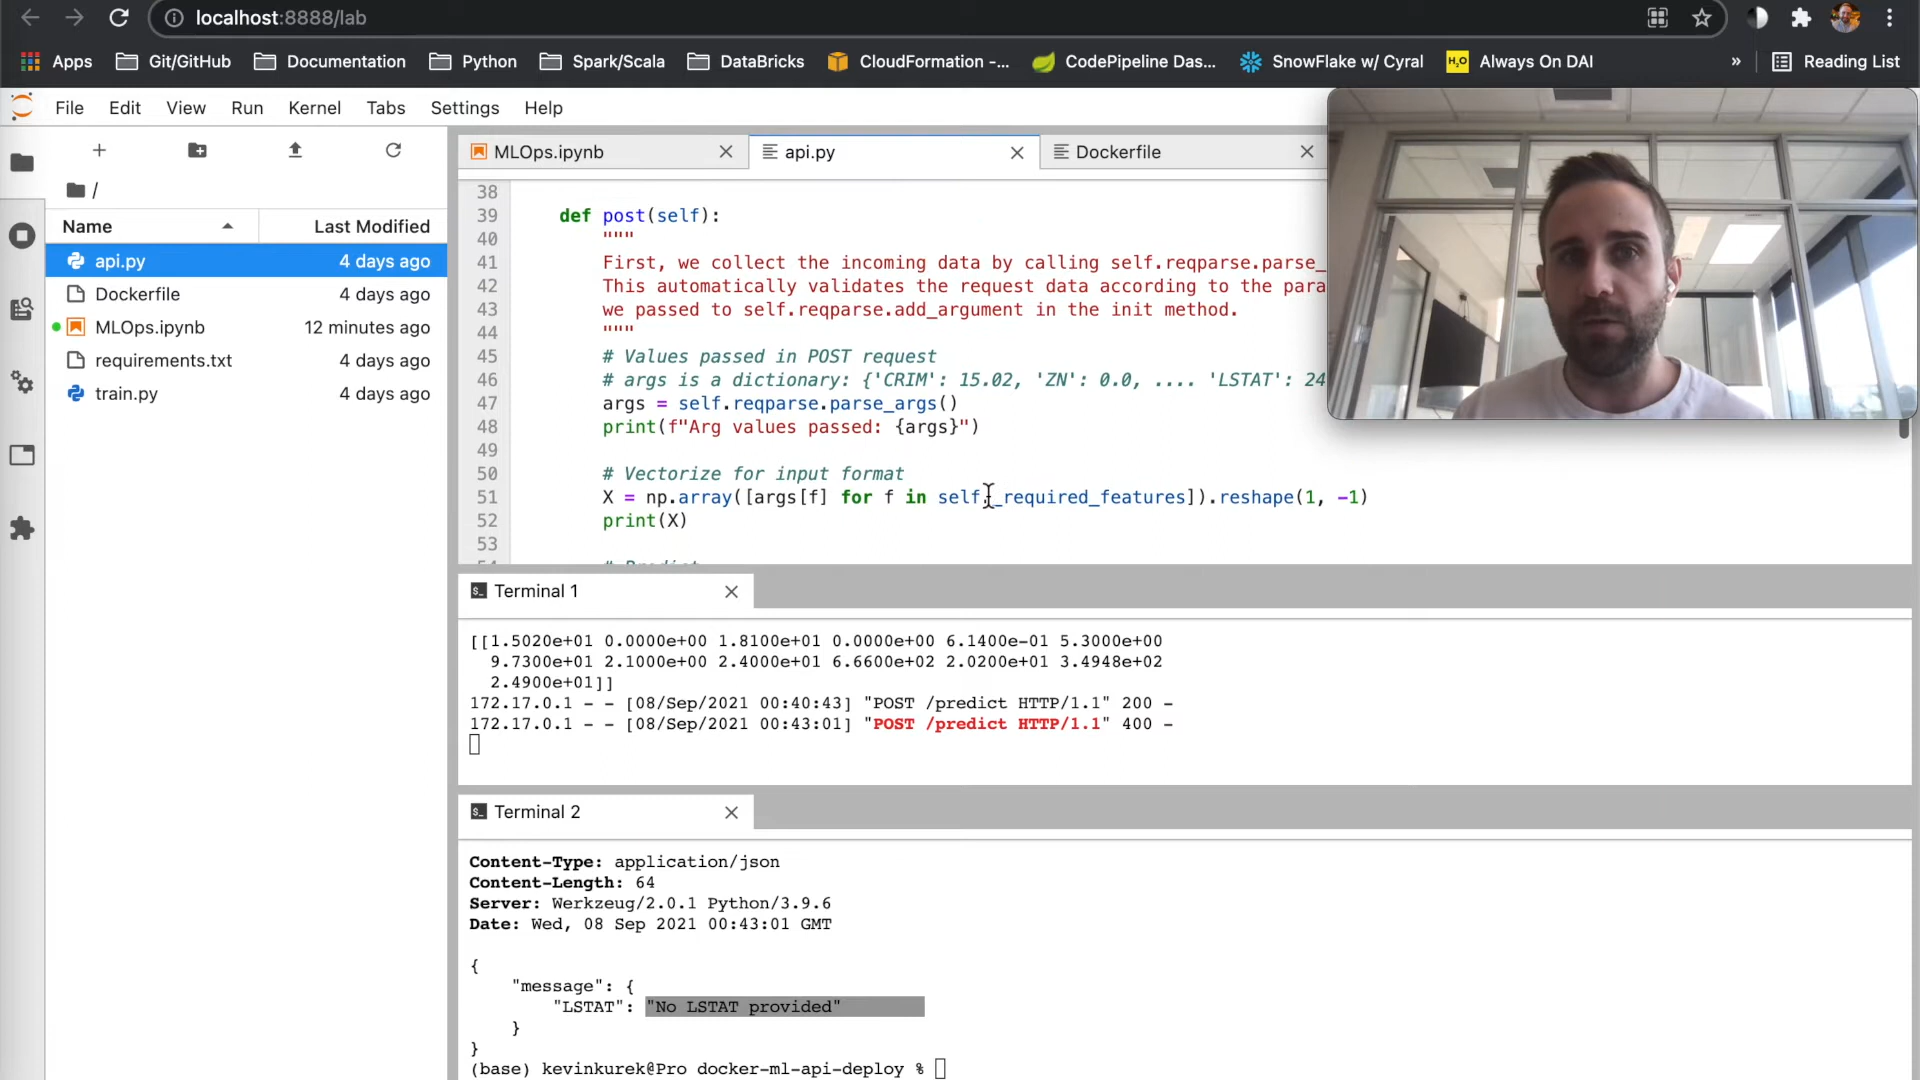 localhost:8888/lab
Apps Git/GitHub Documentation Python Spark/Scala DataBricks CloudFormation -... CodePipeline Das... SnowFlake w/ Cyral H2O Always On DAI » Reading List
File Edit View Run Kernel Tabs Settings Help
MLOps.ipynb api.py Dockerfile
/
Name Last Modified
api.py 4 days ago
Dockerfile 4 days ago
MLOps.ipynb 12 minutes ago
requirements.txt 4 days ago
train.py 4 days ago
38
39 def post(self):
40 """
41 First, we collect the incoming data by calling self.reqparse.parse_
42 This automatically validates the request data according to the para
43 we passed to self.reqparse.add_argument in the init method.
44 """
45 # Values passed in POST request
46 # args is a dictionary: {'CRIM': 15.02, 'ZN': 0.0, .... 'LSTAT': 24
47 args = self.reqparse.parse_args()
48 print(f"Arg values passed: {args}")
49
50 # Vectorize for input format
51 X = np.array([args[f] for f in self._required_features]).reshape(1, -1)
52 print(X)
53
54 # Predict
Terminal 1
[[1.5020e+01 0.0000e+00 1.8100e+01 0.0000e+00 6.1400e-01 5.3000e+00
9.7300e+01 2.1000e+00 2.4000e+01 6.6600e+02 2.0200e+01 3.4948e+02
2.4900e+01]]
172.17.0.1 - - [08/Sep/2021 00:40:43] "POST /predict HTTP/1.1" 200 -
172.17.0.1 - - [08/Sep/2021 00:43:01] "POST /predict HTTP/1.1" 400 -
Terminal 2
Content-Type: application/json
Content-Length: 64
Server: Werkzeug/2.0.1 Python/3.9.6
Date: Wed, 08 Sep 2021 00:43:01 GMT
{
"message": {
"LSTAT": "No LSTAT provided"
}
}
(base) kevinkurek@Pro docker-ml-api-deploy %